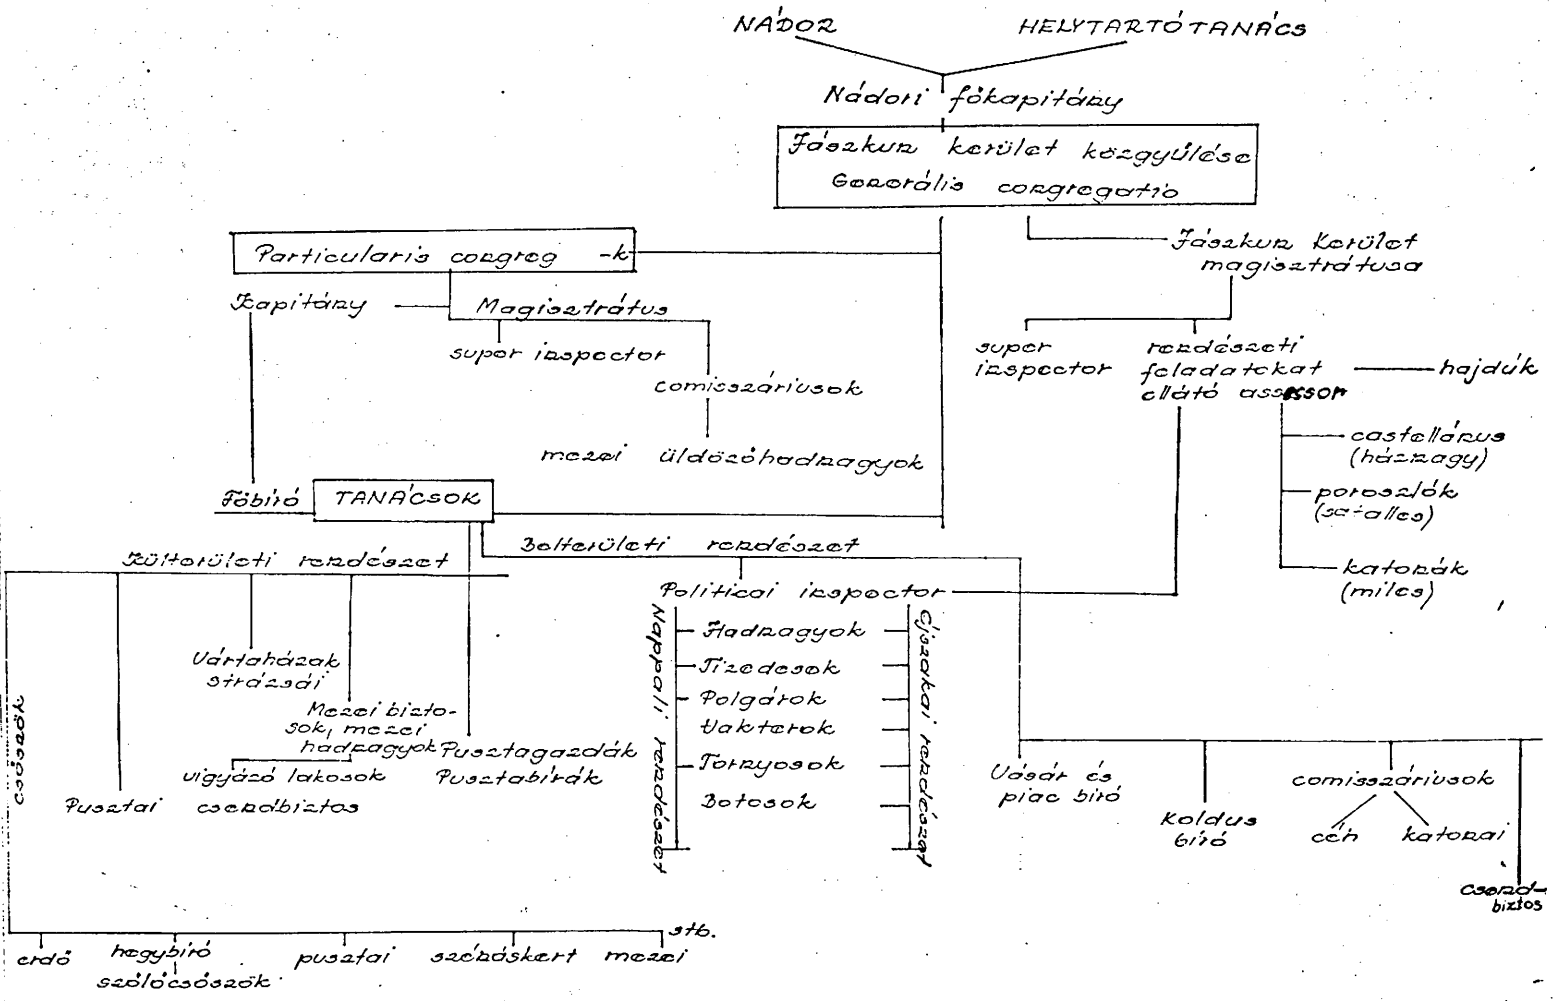 NÁDOR
HELYTARTÓTANÁCS
Nádori főkapitány
Jászkun kerület közgyűlése
Generális congregatio
Particularis congreg -k
Jászkun Kerület
magisztrátusa
Kapitány
Magisztrátus
super inspector
comisszáriusok
mezei üldözőhadnagyok
super
inspector
rendészeti
feladatokat
ellátó assessor
hajdúk
castellánus
(háznagy)
poroszlók
(satalles)
katonák
(miles)
Főbíró
TANÁCSOK
Külterületi rendészet
Belterületi rendészet
Politicai inspector
Nappali rendészet
Hadnagyok
Tizedesek
Polgárok
Vakterok
Tornyosok
Botosok
Éjszakai rendészet
Vártaházak
strázsái
Mezei bizto-
sok, mezei
hadnagyok
vigyázó lakosok
csendbiztos
Pusztagazdák
Pusztabírák
Pusztai
csőszök
Vásár és
piac bíró
Koldus
bíró
comisszáriusok
céh
katonai
Csend-
biztos
erdő
hegybíró
szőlőcsőszök
pusztai
szénáskert
mezei
stb.